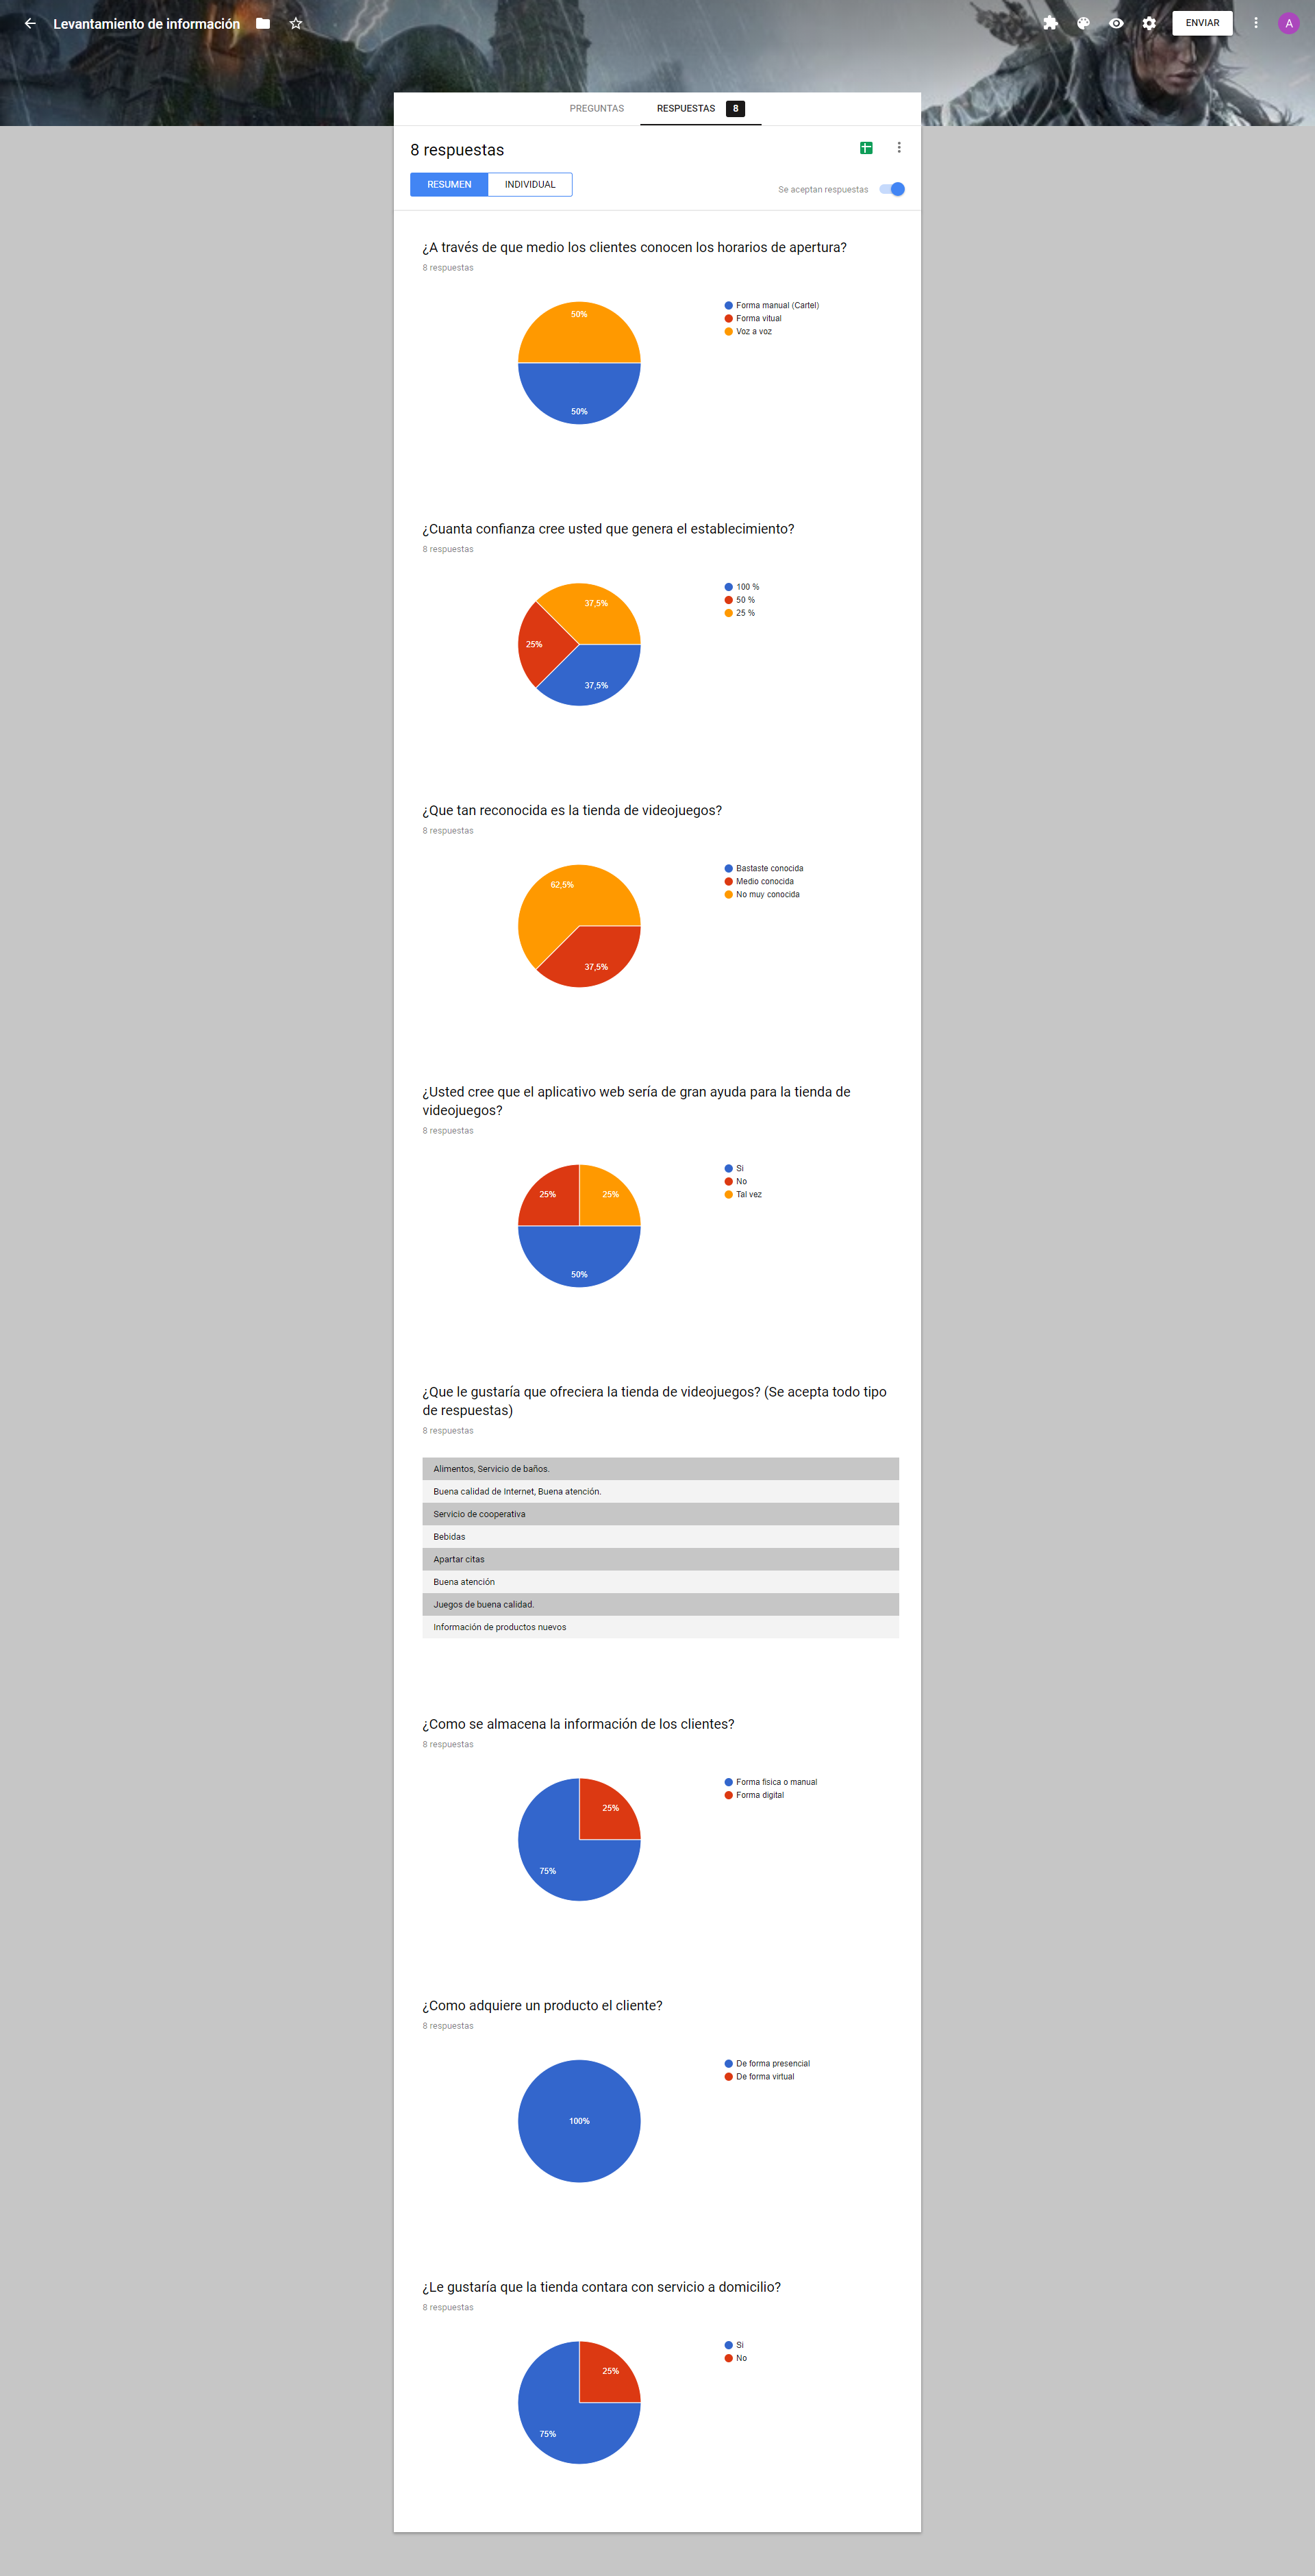 Levantamiento de información
ENVIAR
A
PREGUNTAS
RESPUESTAS
8
8 respuestas
RESUMEN
INDIVIDUAL
Se aceptan respuestas
¿A través de que medio los clientes conocen los horarios de apertura?
8 respuestas
50%
50%
Forma manual (Cartel)
Forma vitual
Voz a voz
¿Cuanta confianza cree usted que genera el establecimiento?
8 respuestas
37,5%
25%
37,5%
100 %
50 %
25 %
¿Que tan reconocida es la tienda de videojuegos?
8 respuestas
62,5%
37,5%
Bastaste conocida
Medio conocida
No muy conocida
¿Usted cree que el aplicativo web sería de gran ayuda para la tienda de
videojuegos?
8 respuestas
25%
25%
50%
Si
No
Tal vez
¿Que le gustaría que ofreciera la tienda de videojuegos? (Se acepta todo tipo
de respuestas)
8 respuestas
Alimentos, Servicio de baños.
Buena calidad de Internet, Buena atención.
Servicio de cooperativa
Bebidas
Apartar citas
Buena atención
Juegos de buena calidad.
Información de productos nuevos
¿Como se almacena la información de los clientes?
8 respuestas
25%
75%
Forma fisica o manual
Forma digital
¿Como adquiere un producto el cliente?
8 respuestas
100%
De forma presencial
De forma virtual
¿Le gustaría que la tienda contara con servicio a domicilio?
8 respuestas
25%
75%
Si
No